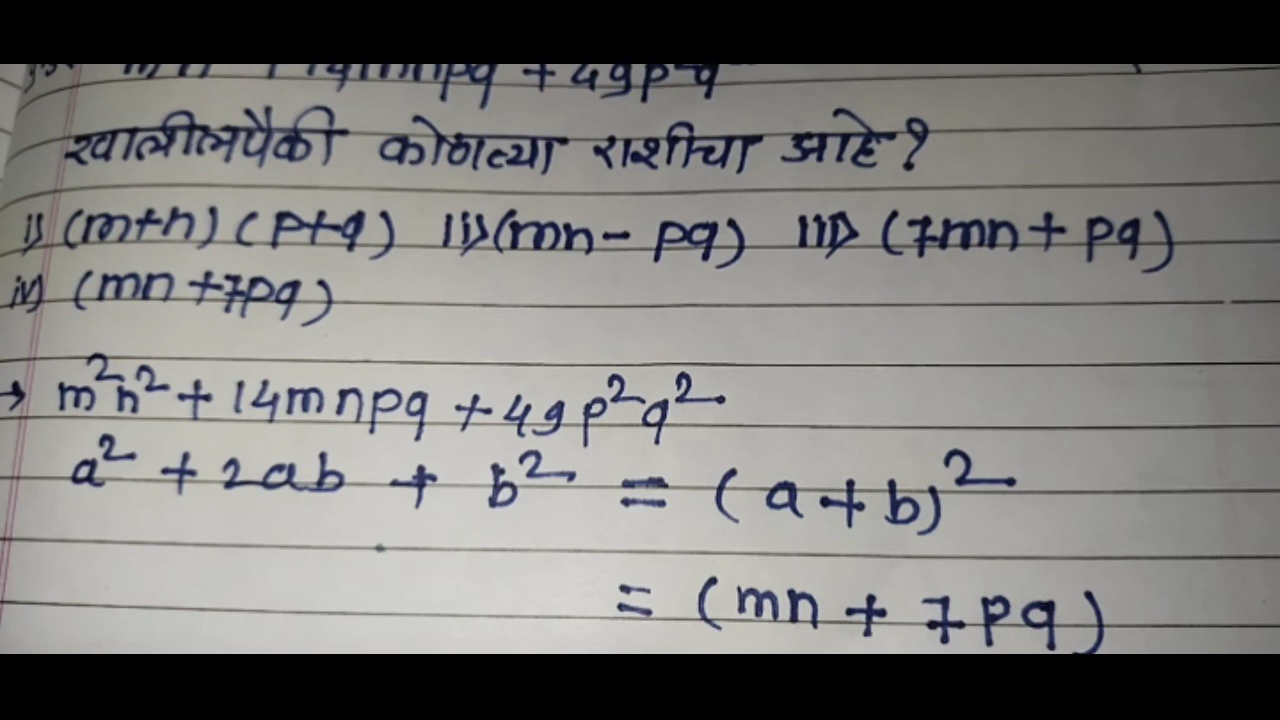 + 49p²q²
खालीलपैकी कोणत्या राशीचा आहे?
i) (m+n) (p+q) ii) (mn - pq) iii) (7mn + pq)
iv) (mn + 7pq)
→ m²n² + 14mnpq + 49p²q²
a² + 2ab + b² = (a + b)²
= (mn + 7pq)